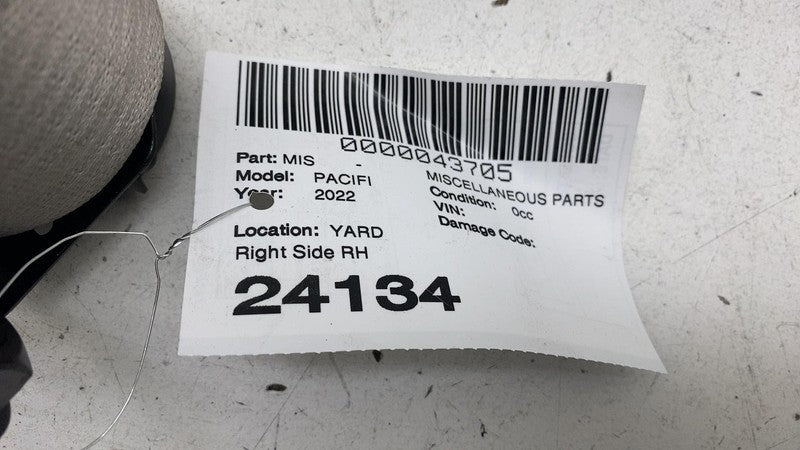 0000043705
Part: MIS -
MISCELLANEOUS PARTS
Model: PACIFI
Condition: 0cc
Year: 2022
VIN:
Damage Code:
Location: YARD
Right Side RH
24134